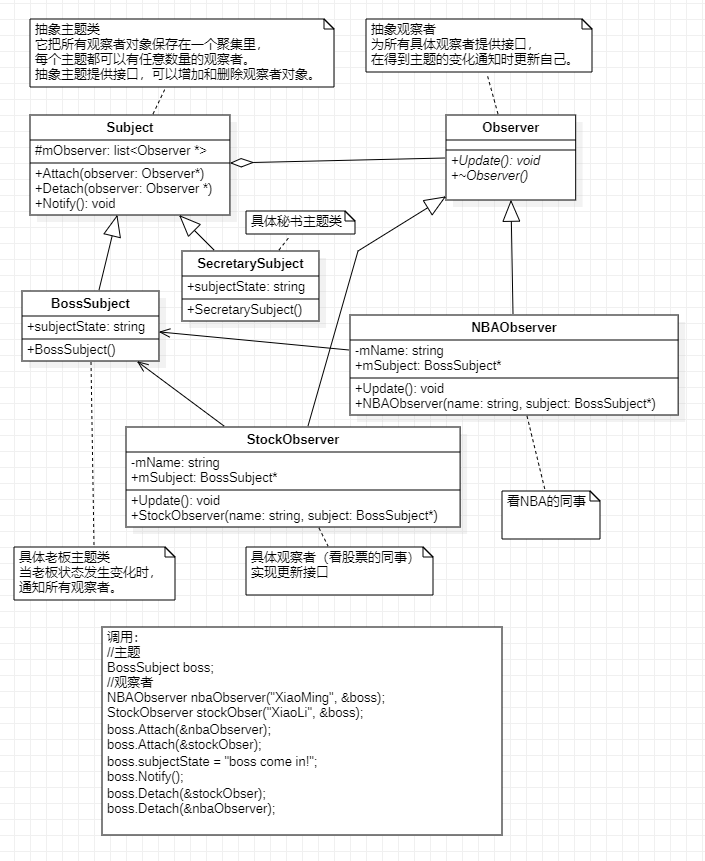 抽象主题类
它把所有观察者对象保存在一个聚集里，
每个主题都可以有任意数量的观察者。
抽象主题提供接口，可以增加和删除观察者对象。
抽象观察者
为所有具体观察者提供接口，
在得到主题的变化通知时更新自己。
Subject
#mObserver: list<Observer *>
+Attach(observer: Observer*)
+Detach(observer: Observer *)
+Notify(): void
Observer
+Update(): void
+~Observer()
具体秘书主题类
SecretarySubject
+subjectState: string
+SecretarySubject()
BossSubject
+subjectState: string
+BossSubject()
NBAObserver
-mName: string
+mSubject: BossSubject*
+Update(): void
+NBAObserver(name: string, subject: BossSubject*)
StockObserver
-mName: string
+mSubject: BossSubject*
+Update(): void
+StockObserver(name: string, subject: BossSubject*)
看NBA的同事
具体老板主题类
当老板状态发生变化时，
通知所有观察者。
具体观察者（看股票的同事）
实现更新接口
调用：
//主题
BossSubject boss;
//观察者
NBAObserver nbaObserver("XiaoMing", &boss);
StockObserver stockObser("XiaoLi", &boss);
boss.Attach(&nbaObserver);
boss.Attach(&stockObser);
boss.subjectState = "boss come in!";
boss.Notify();
boss.Detach(&stockObser);
boss.Detach(&nbaObserver);